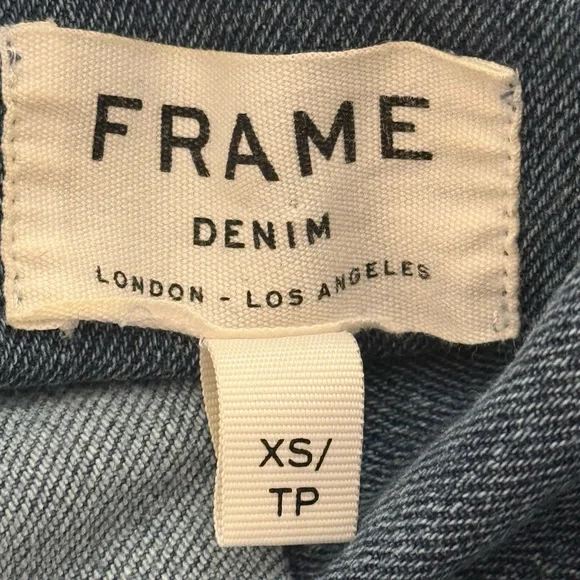 FRAME
DENIM
LONDON - LOS ANGELES
XS/
TP